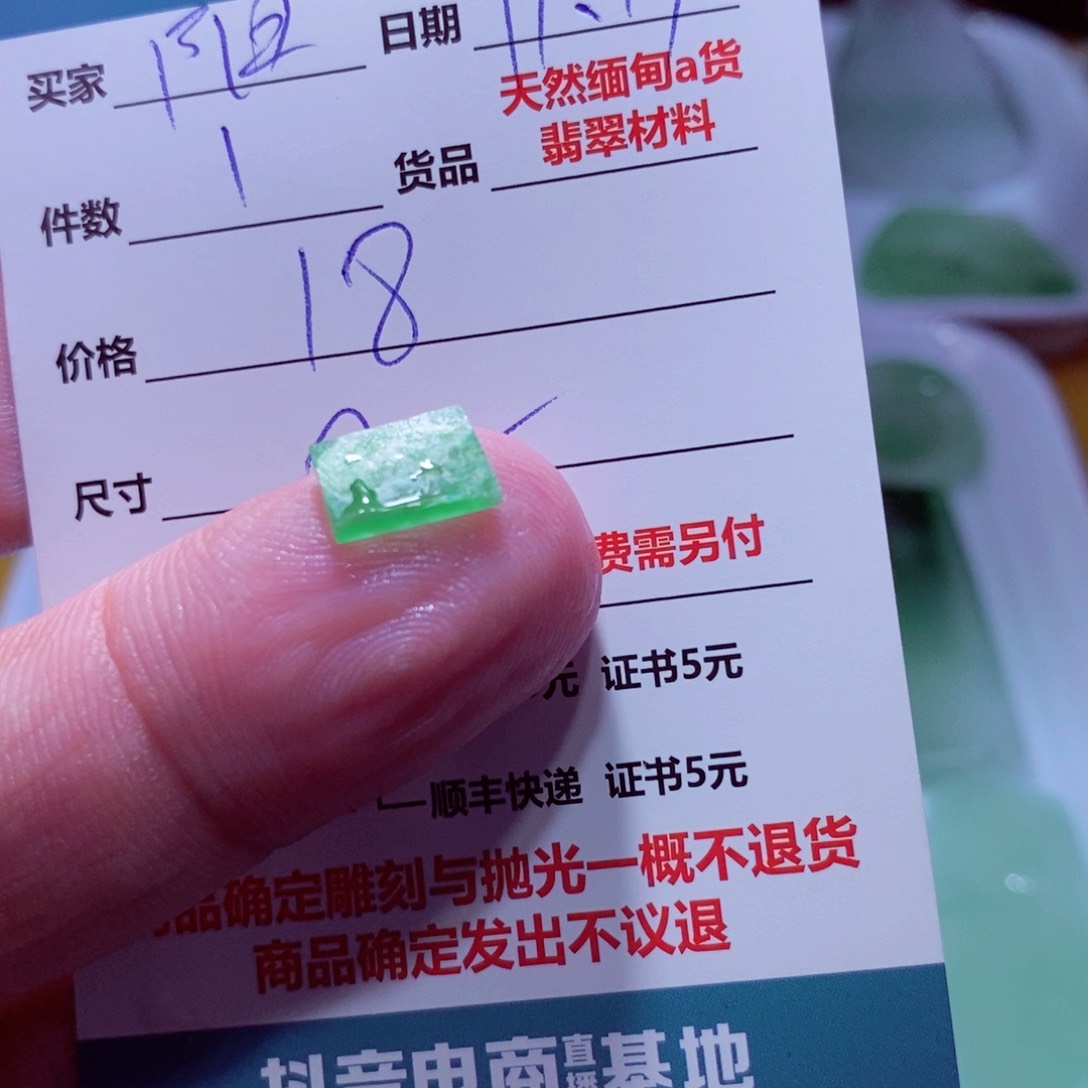 买家 日期
天然缅甸a货
翡翠材料
件数 1 货品
价格 18
尺寸
费需另付
元 证书5元
顺丰快递 证书5元
品确定雕刻与抛光一概不退货
商品确定发出不议退
抖音电商直播基地